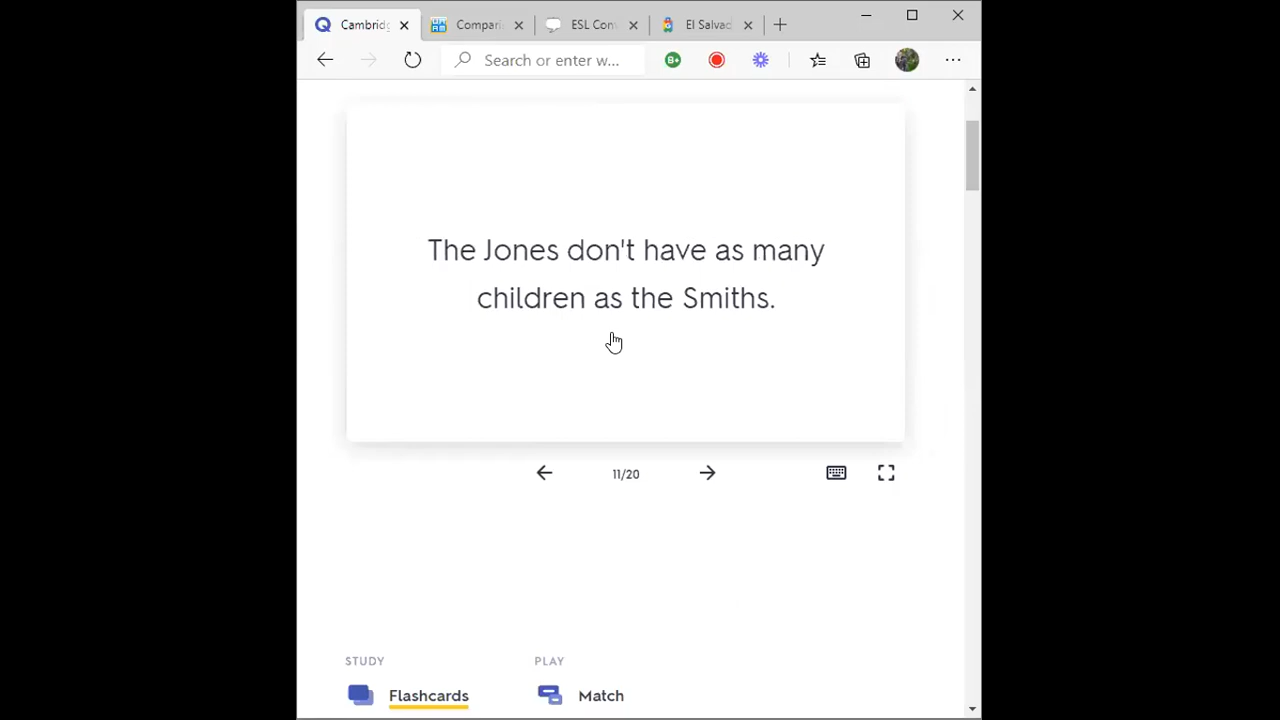 Cambridg
Compari
ESL Con
El Salvad
Search or enter w...
B+
The Jones don't have as many
children as the Smiths.
11/20
STUDY
PLAY
Flashcards
Match